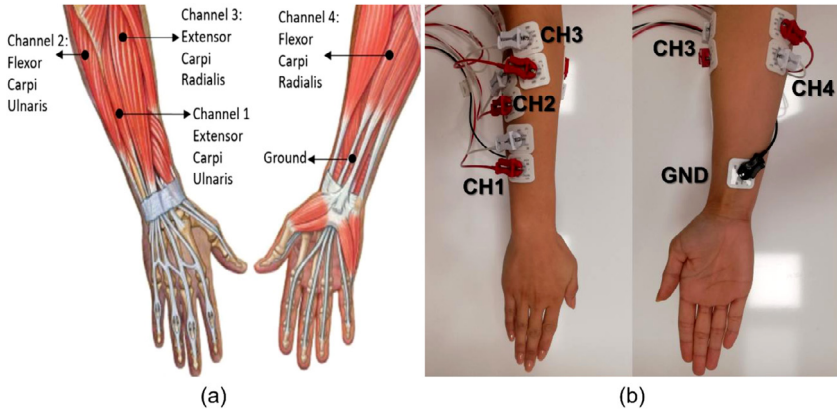 Channel 2:
Flexor
Carpi
Ulnaris
Channel 3:
Extensor
Carpi
Radialis
Channel 1
Extensor
Carpi
Ulnaris
Channel 4:
Flexor
Carpi
Radialis
Ground
(a)
CH3
CH2
CH1
CH3
CH4
GND
(b)